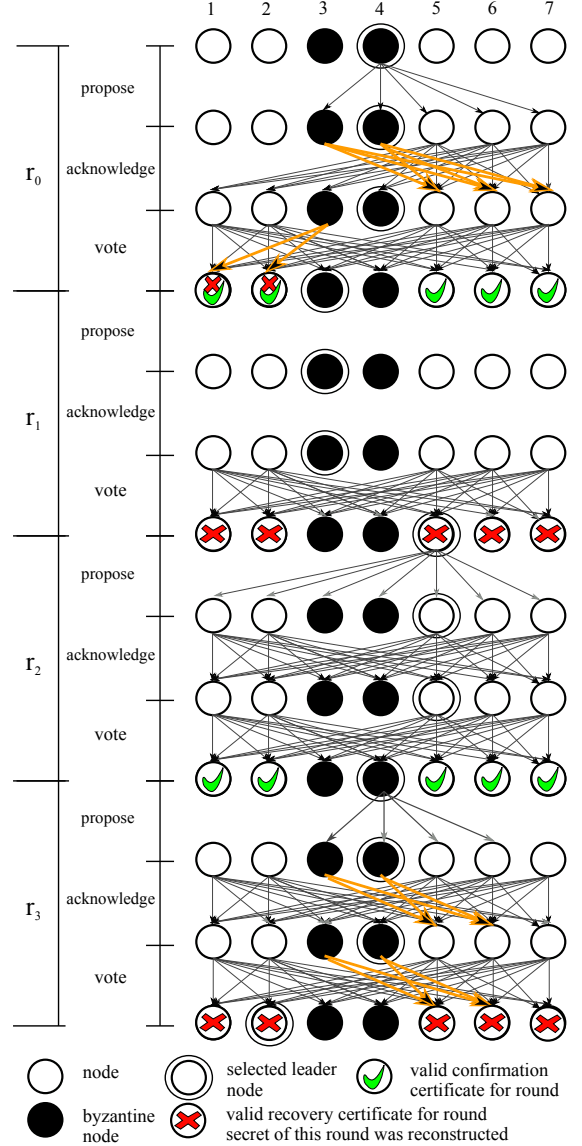 1 2 3 4 5 6 7
propose
r0
acknowledge
vote
propose
r1
acknowledge
vote
propose
r2
acknowledge
vote
propose
r3
acknowledge
vote
node
selected leader
node
valid confirmation
certificate for round
byzantine
node
valid recovery certificate for round
secret of this round was reconstructed